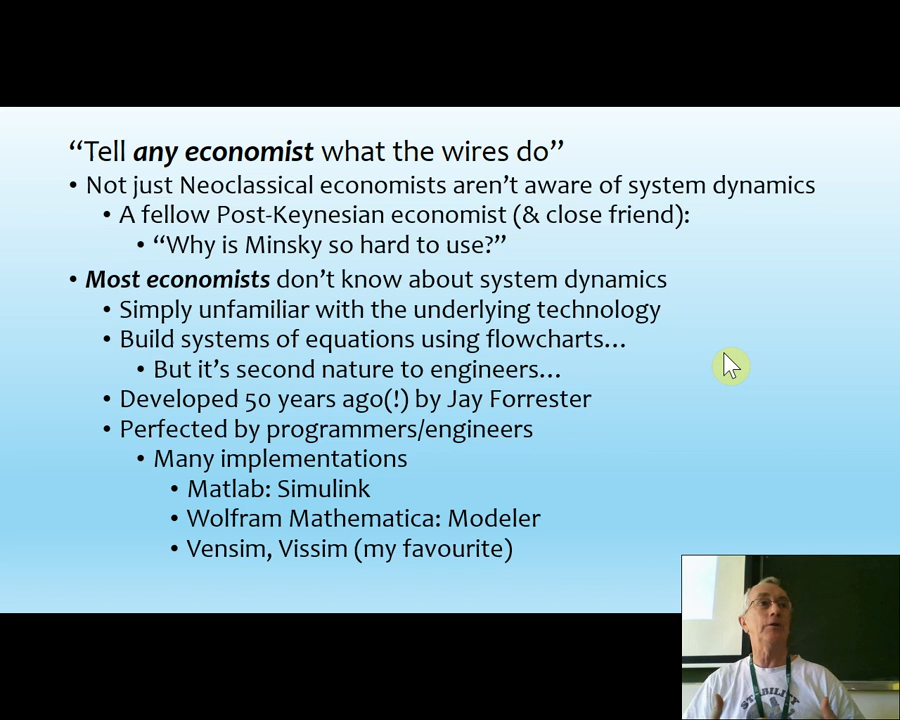 “Tell any economist what the wires do”
• Not just Neoclassical economists aren’t aware of system dynamics
• A fellow Post-Keynesian economist (& close friend):
• “Why is Minsky so hard to use?”
• Most economists don’t know about system dynamics
• Simply unfamiliar with the underlying technology
• Build systems of equations using flowcharts…
• But it’s second nature to engineers…
• Developed 50 years ago(!) by Jay Forrester
• Perfected by programmers/engineers
• Many implementations
• Matlab: Simulink
• Wolfram Mathematica: Modeler
• Vensim, Vissim (my favourite)
STABILITY